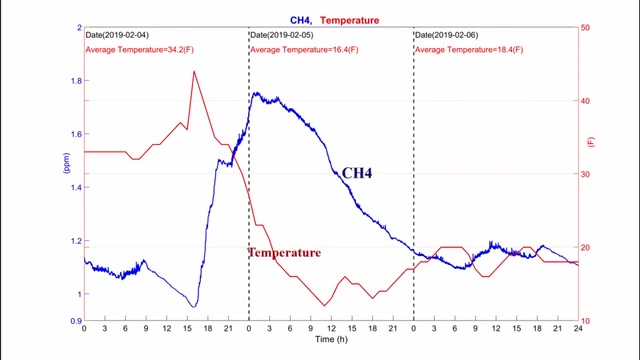 CH4, Temperature
2 50
Date(2019-02-04) Date(2019-02-05) Date(2019-02-06)
Average Temperature=34.2(F) Average Temperature=16.4(F) Average Temperature=18.4(F)
1.8 40
1.6
(ppm) (F)
CH4 30
1.4
1.2 20
Temperature
1
0.9 10
0 3 6 9 12 15 18 21 0 3 6 9 12 15 18 21 0 3 6 9 12 15 18 21 24
Time (h)